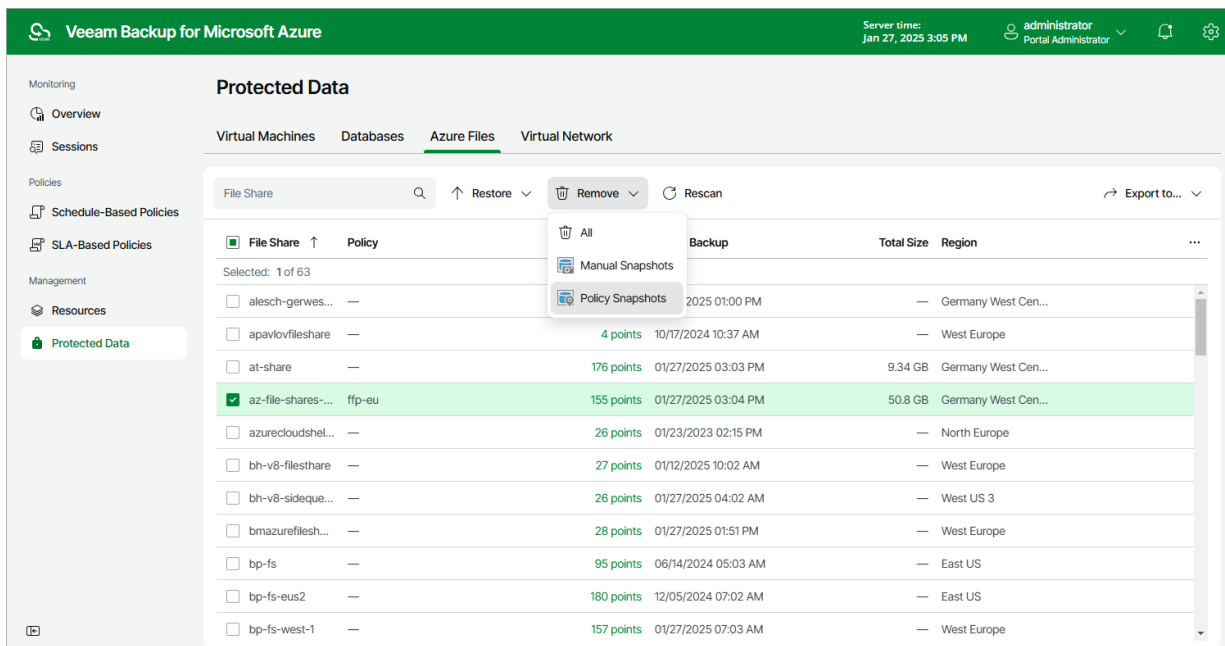 Veeam Backup for Microsoft Azure
Server time:
Jan 27, 2025 3:05 PM
administrator
Portal Administrator
Monitoring
Overview
Sessions
Policies
Schedule-Based Policies
SLA-Based Policies
Management
Resources
Protected Data
Protected Data
Virtual Machines Databases Azure Files Virtual Network
File Share Restore Remove Rescan Export to...
All
Manual Snapshots
Policy Snapshots
File Share Policy Backup Total Size Region ...
Selected: 1 of 63
alesch-gerwes... — 2025 01:00 PM — Germany West Cen...
apavlovfileshare — 4 points 10/17/2024 10:37 AM — West Europe
at-share — 176 points 01/27/2025 03:03 PM 9.34 GB Germany West Cen...
az-file-shares-... ffp-eu 155 points 01/27/2025 03:04 PM 50.8 GB Germany West Cen...
azurecloudshel... — 26 points 01/23/2023 02:15 PM — North Europe
bh-v8-filesthare — 27 points 01/12/2025 10:02 AM — West Europe
bh-v8-sideque... — 26 points 01/27/2025 04:02 AM — West US 3
bmazurefilesh... — 28 points 01/27/2025 01:51 PM — West Europe
bp-fs — 95 points 06/14/2024 05:03 AM — East US
bp-fs-eus2 — 180 points 12/05/2024 07:02 AM — East US
bp-fs-west-1 — 157 points 01/27/2025 07:03 AM — West Europe